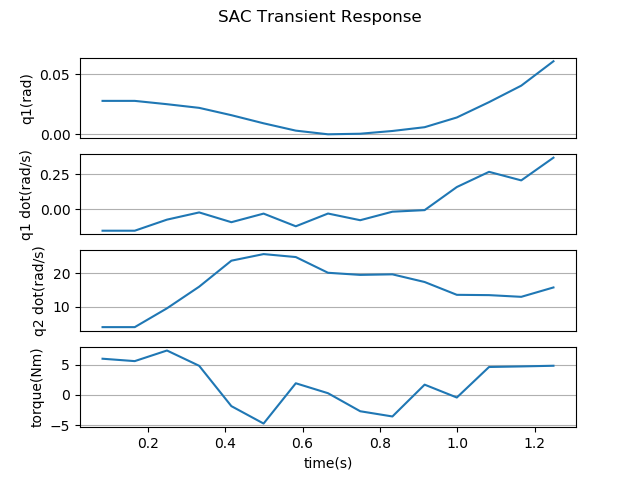 SAC Transient Response
q1(rad)
0.05
0.00
q1 dot(rad/s)
0.25
0.00
q2 dot(rad/s)
20
10
torque(Nm)
5
0
−5
0.2 0.4 0.6 0.8 1.0 1.2
time(s)